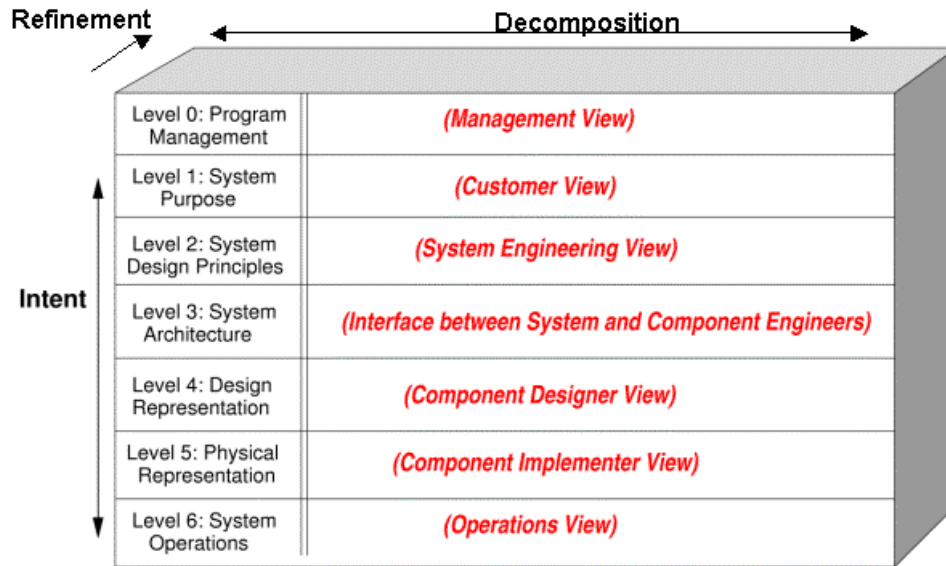 Refinement
Decomposition
Level 0: Program
Management
(Management View)
Level 1: System
Purpose
(Customer View)
Level 2: System
Design Principles
(System Engineering View)
Intent
Level 3: System
Architecture
(Interface between System and Component Engineers)
Level 4: Design
Representation
(Component Designer View)
Level 5: Physical
Representation
(Component Implementer View)
Level 6: System
Operations
(Operations View)